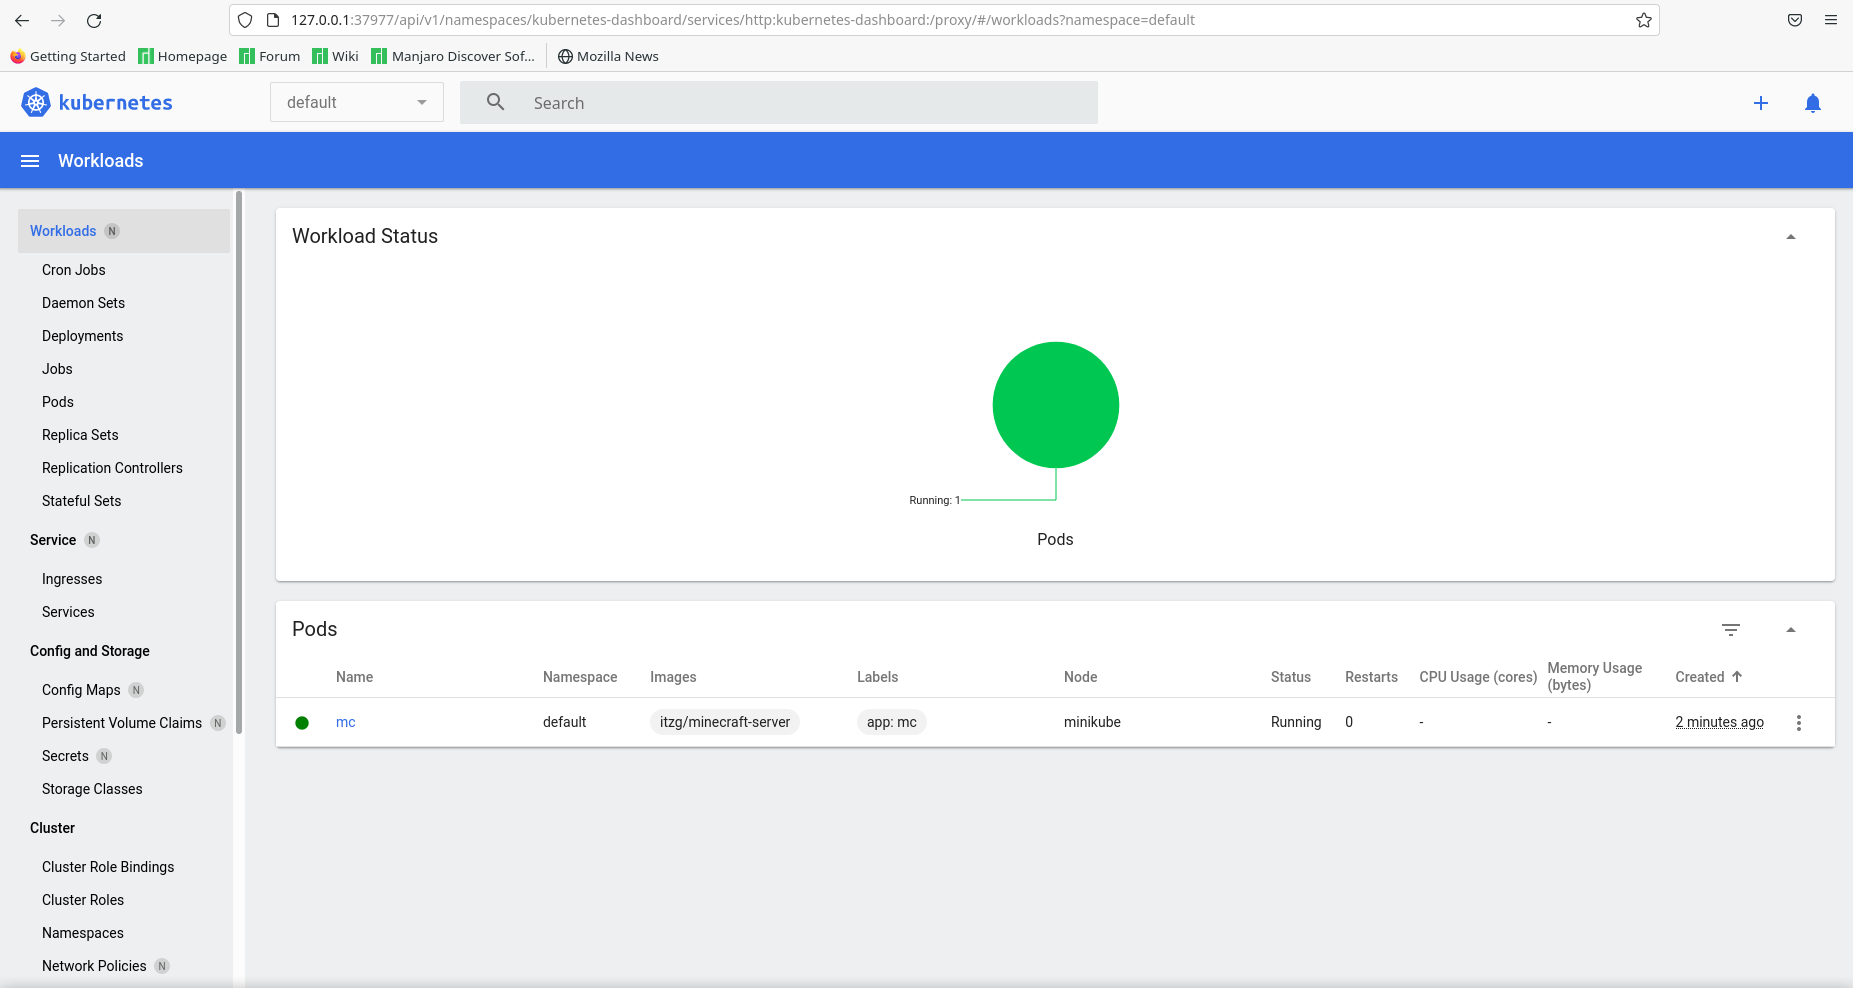 127.0.0.1:37977/api/v1/namespaces/kubernetes-dashboard/services/http:kubernetes-dashboard:/proxy/#/workloads?namespace=default
Getting Started Homepage Forum Wiki Manjaro Discover Sof... Mozilla News
kubernetes default Search
Workloads
Workloads N
Cron Jobs
Daemon Sets
Deployments
Jobs
Pods
Replica Sets
Replication Controllers
Stateful Sets
Service N
Ingresses
Services
Config and Storage
Config Maps N
Persistent Volume Claims N
Secrets N
Storage Classes
Cluster
Cluster Role Bindings
Cluster Roles
Namespaces
Network Policies N
Workload Status
Running: 1
Pods
Pods
Name Namespace Images Labels Node Status Restarts CPU Usage (cores) Memory Usage (bytes) Created
mc default itzg/minecraft-server app: mc minikube Running 0 - - 2 minutes ago